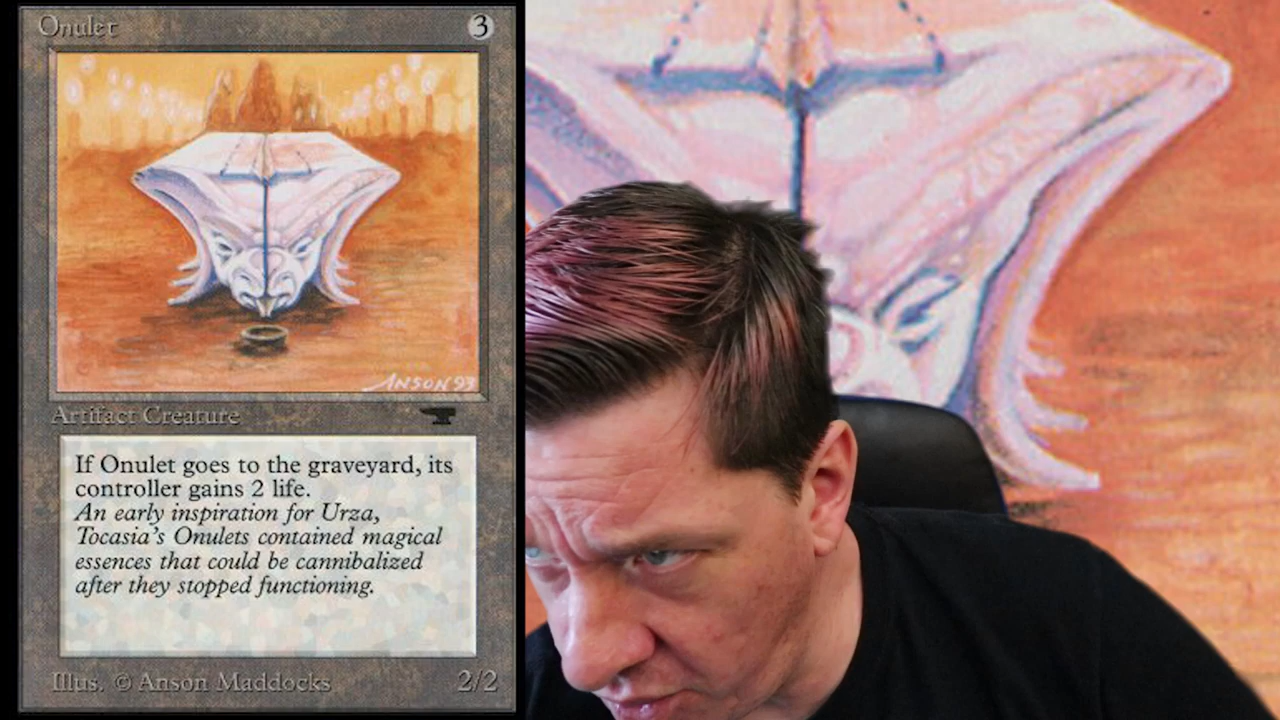 Onulet
3
ANSON 93
Artifact Creature
If Onulet goes to the graveyard, its
controller gains 2 life.
An early inspiration for Urza,
Tocasia's Onulets contained magical
essences that could be cannibalized
after they stopped functioning.
Illus. © Anson Maddocks
2/2